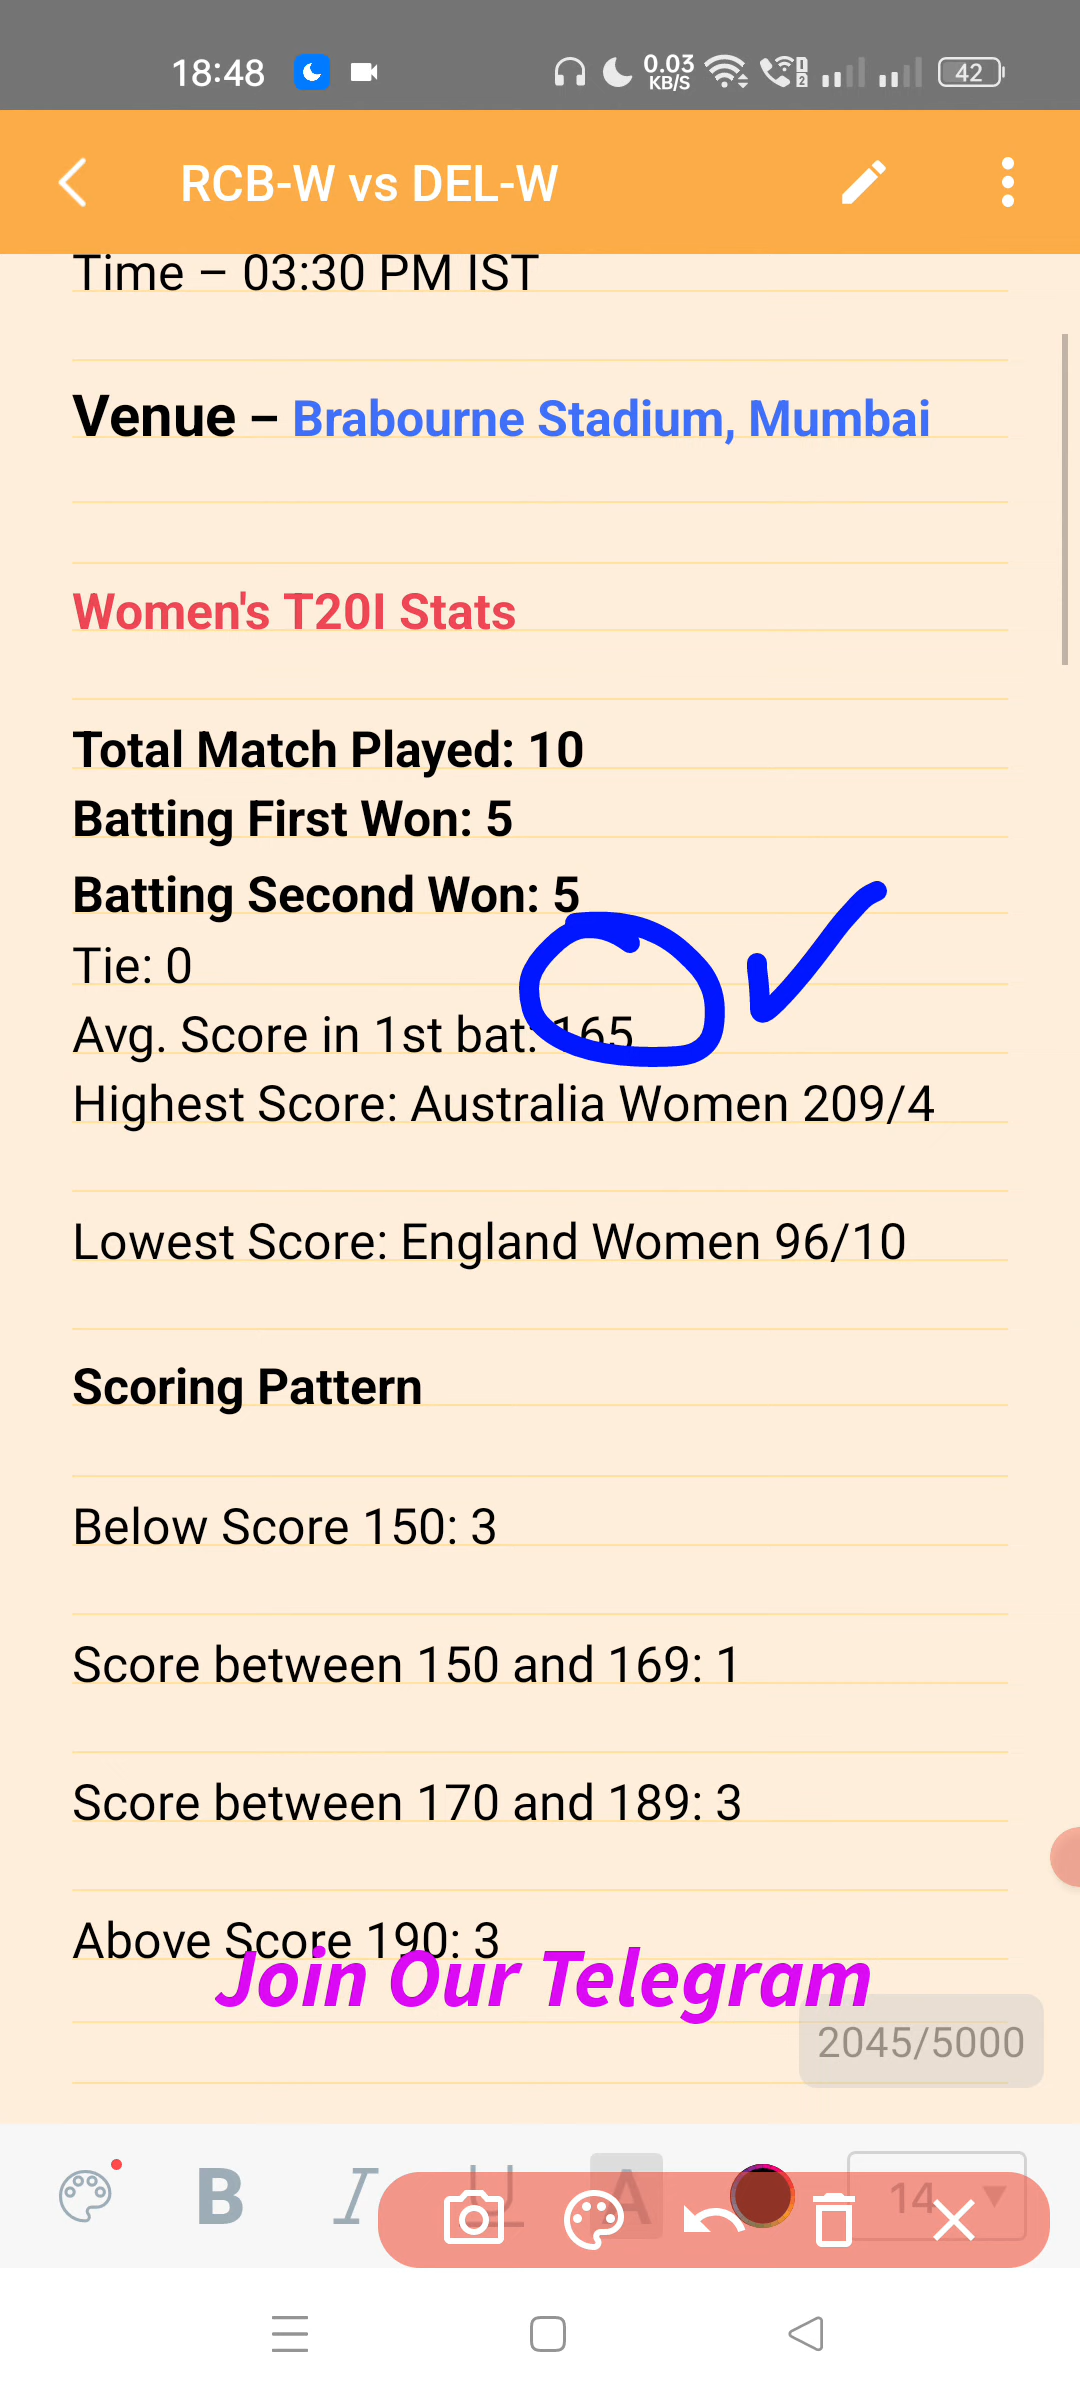 18:48
0.03
KB/S
1
2
42
RCB-W vs DEL-W
Time – 03:30 PM IST
Venue – Brabourne Stadium, Mumbai
Women's T20I Stats
Total Match Played: 10
Batting First Won: 5
Batting Second Won: 5
Tie: 0
Avg. Score in 1st bat: 165
Highest Score: Australia Women 209/4
Lowest Score: England Women 96/10
Scoring Pattern
Below Score 150: 3
Score between 150 and 169: 1
Score between 170 and 189: 3
Above Score 190: 3
Join Our Telegram
2045/5000
B I U A 14